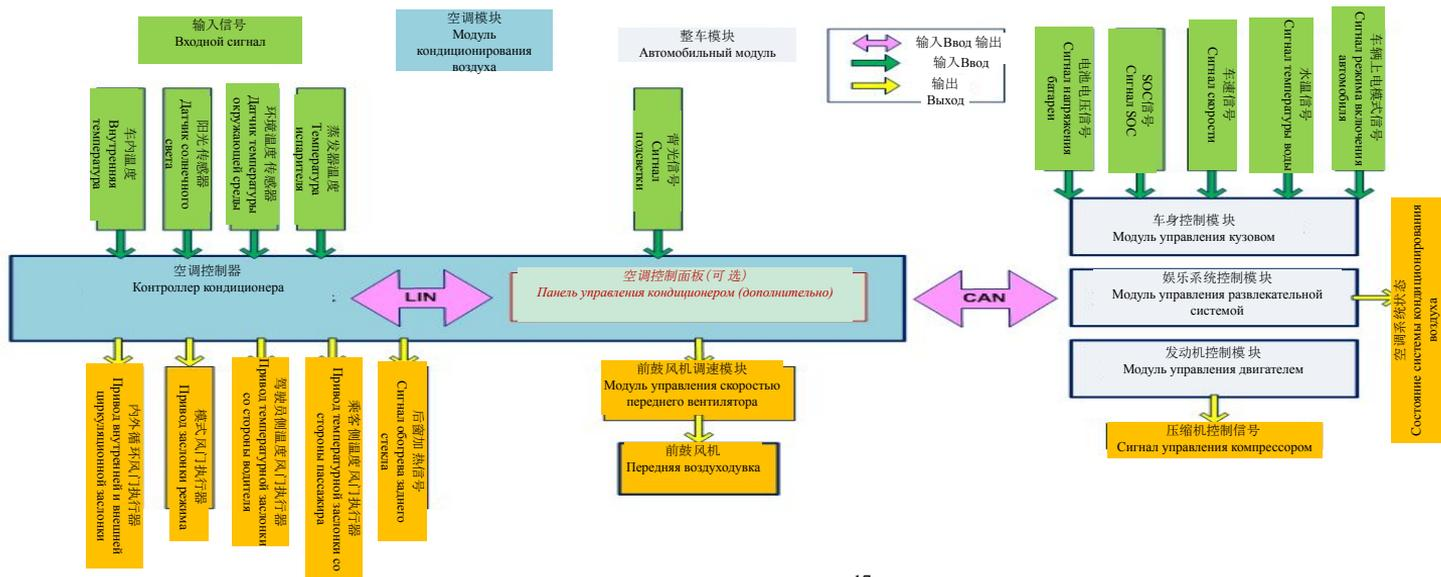 输入信号
Входной сигнал
空调模块
Модуль
кондиционирования
воздуха
整车模块
Автомобильный модуль
输入Ввод 输出
输入Ввод
输出
Выход
车内温度
Внутренняя
температура
阳光传感器
Датчик солнечного
света
环境温度传感器
Датчик температуры
окружающей среды
蒸发器温度
Температура
испарителя
背光信号
Сигнал
подсветки
电池电压信号
Сигнал напряжения
батареи
SOC信号
Сигнал SOC
车速信号
Сигнал скорости
水温信号
Сигнал температуры воды
车辆上电模式信号
Сигнал режима включения
автомобиля
空调控制器
Контроллер кондиционера
LIN
空调控制面板(可选)
Панель управления кондиционером (дополнительно)
CAN
车身控制模块
Модуль управления кузовом
娱乐系统控制模块
Модуль управления развлекательной
системой
发动机控制模块
Модуль управления двигателем
空调系统状态
Состояние системы кондиционирования
воздуха
内外循环风门执行器
Привод внутренней и внешней
циркуляционной заслонки
模式风门执行器
Привод заслонки режима
驾驶员侧温度风门执行器
Привод температурной заслонки
со стороны водителя
乘客侧温度风门执行器
Привод температурной заслонки со
стороны пассажира
后窗加热信号
Сигнал обогрева заднего
стекла
前鼓风机调速模块
Модуль управления скоростью
переднего вентилятора
前鼓风机
Передняя воздуходувка
压缩机控制信号
Сигнал управления компрессором